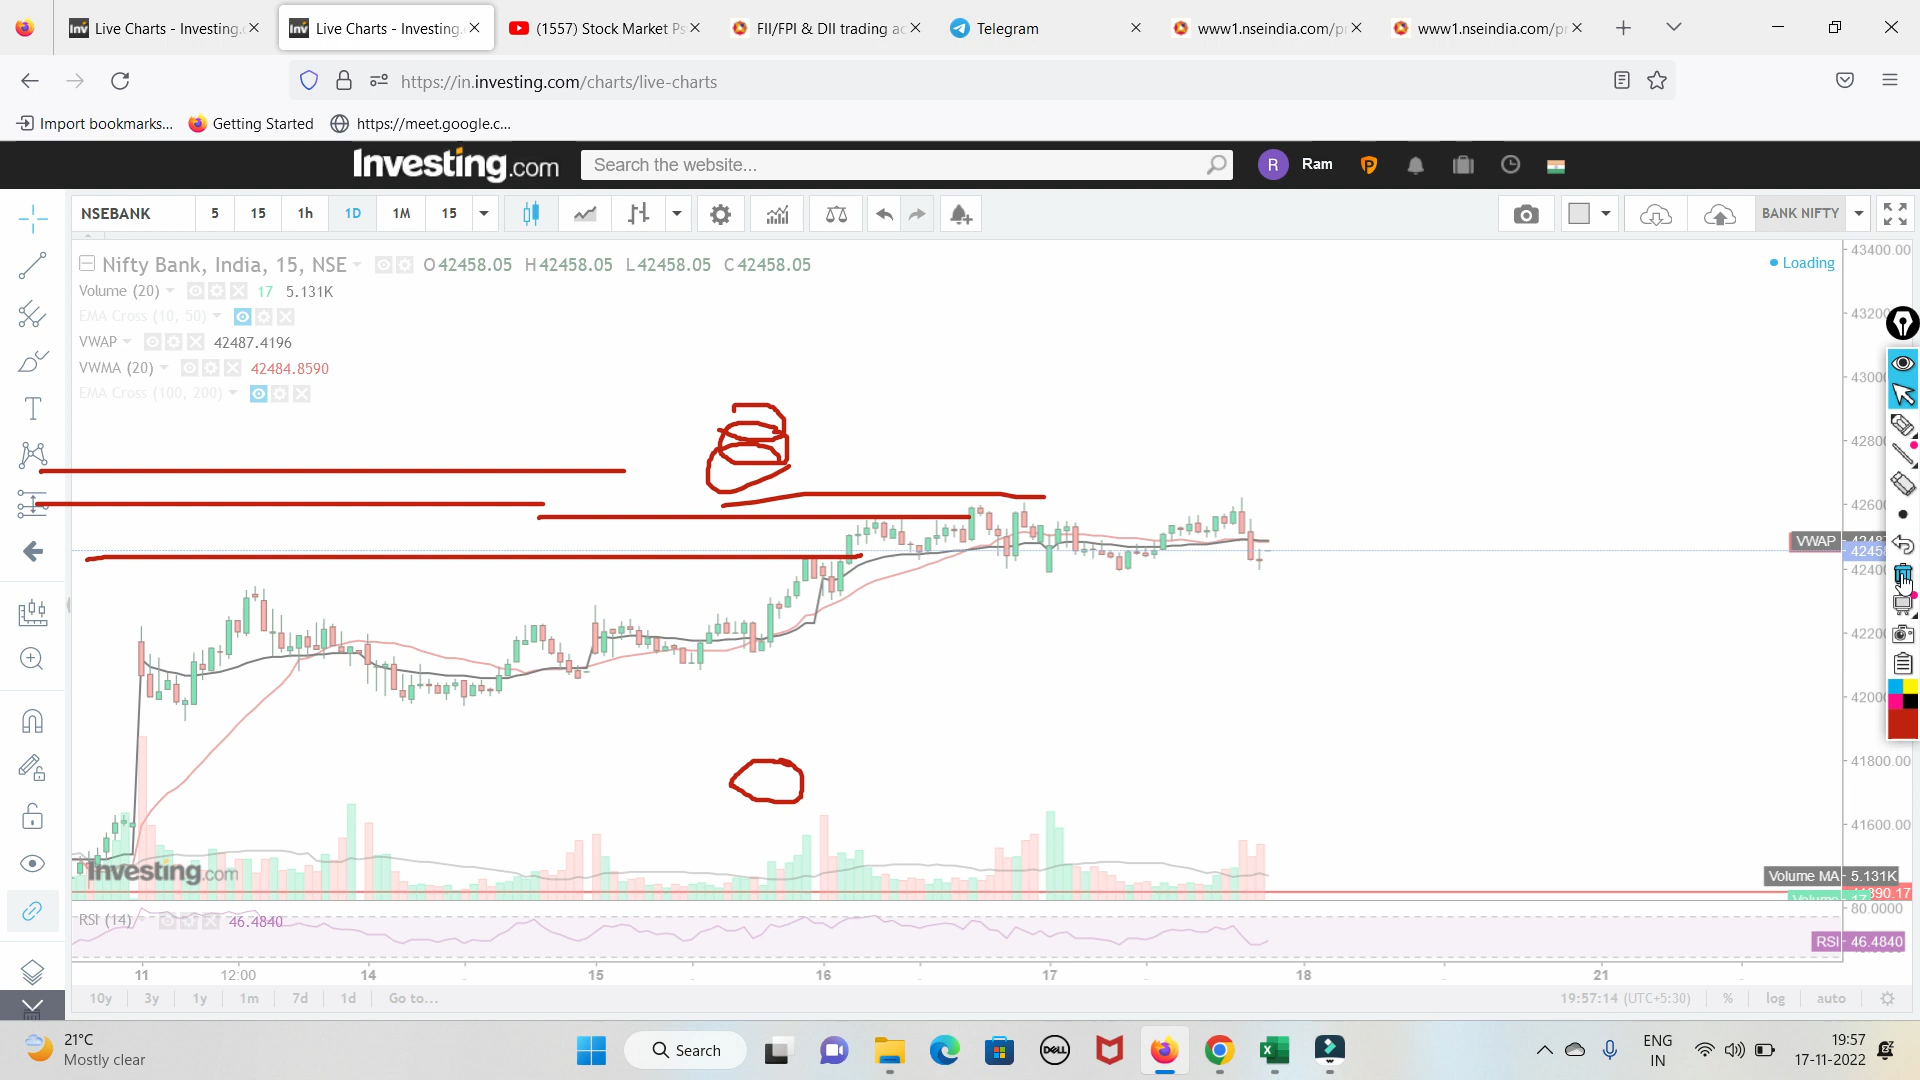 Live Charts - Investing.
Live Charts - Investing.
(1557) Stock Market Ps
FII/FPI & DII trading ac
Telegram
www1.nseindia.com/pr
www1.nseindia.com/pr
https://in.investing.com/charts/live-charts
Import bookmarks...
Getting Started
https://meet.google.c...
Investing.com
Search the website...
R
Ram
NSEBANK
5
15
1h
1D
1M
15
BANK NIFTY
Nifty Bank, India, 15, NSE
O 42458.05 H 42458.05 L 42458.05 C 42458.05
Loading
Volume (20) 17 5.131K
EMA Cross (10, 50)
VWAP 42487.4196
VWMA (20) 42484.8590
EMA Cross (100, 200)
43400.00
VWAP
41800.00
41600.00
Investing.com
Volume MA 5.131K
80.0000
RSI (14) 46.4840
RSI 46.4840
11 12:00 14 15 16 17 18 21
10y 3y 1y 1m 7d 1d Go to...
19:57:14 (UTC+5:30) % log auto
21°C
Mostly clear
Search
DELL
ENG
IN
19:57
17-11-2022